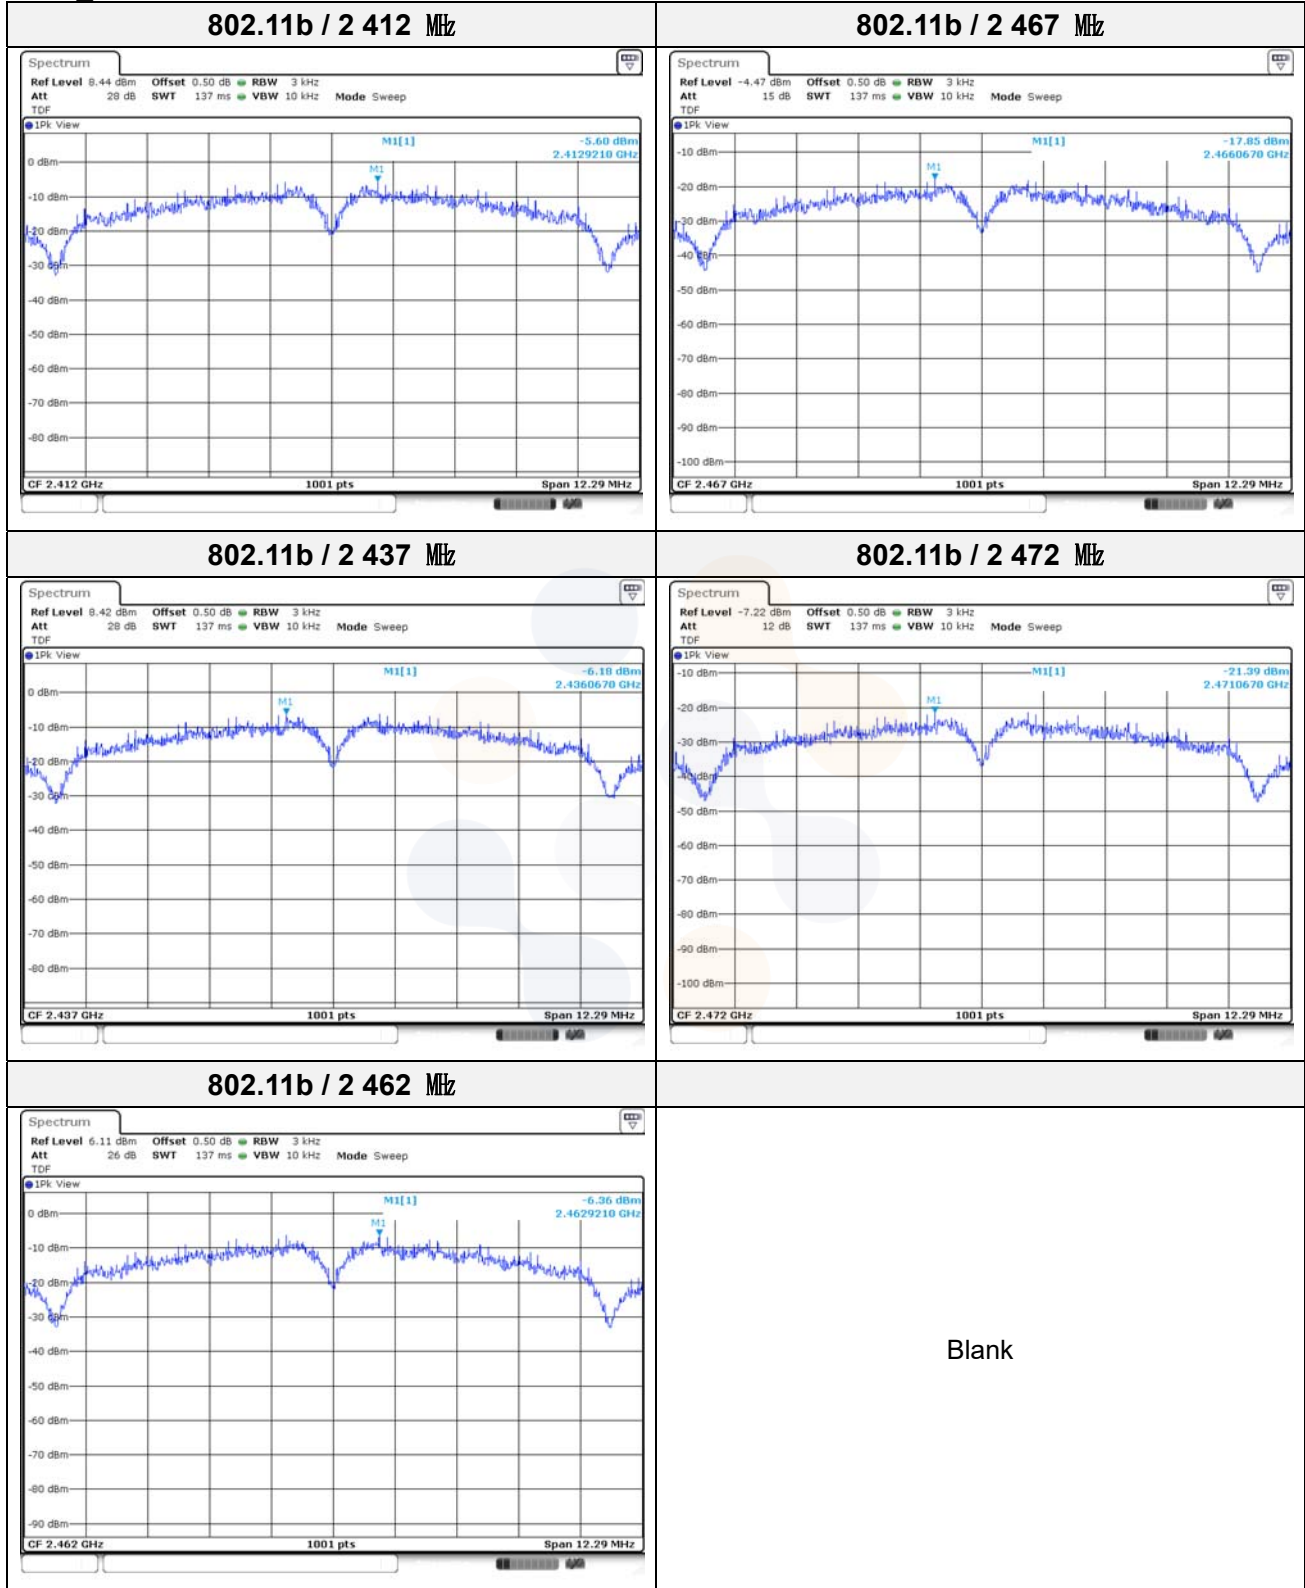 802.11b / 2 412 ㎒
802.11b / 2 467 ㎒
Spectrum
Ref Level 8.44 dBm Offset 0.50 dB RBW 3 kHz
Att 28 dB SWT 137 ms VBW 10 kHz Mode Sweep
TDF
1Pk View
M1[1] -5.60 dBm
2.4129210 GHz
M1
0 dBm
-10 dBm
-20 dBm
-30 dBm
-40 dBm
-50 dBm
-60 dBm
-70 dBm
-80 dBm
CF 2.412 GHz 1001 pts Span 12.29 MHz
Spectrum
Ref Level -4.47 dBm Offset 0.50 dB RBW 3 kHz
Att 15 dB SWT 137 ms VBW 10 kHz Mode Sweep
TDF
1Pk View
M1[1] -17.85 dBm
2.4660670 GHz
M1
-10 dBm
-20 dBm
-30 dBm
-40 dBm
-50 dBm
-60 dBm
-70 dBm
-80 dBm
-90 dBm
-100 dBm
CF 2.467 GHz 1001 pts Span 12.29 MHz
802.11b / 2 437 ㎒
802.11b / 2 472 ㎒
Spectrum
Ref Level 8.42 dBm Offset 0.50 dB RBW 3 kHz
Att 28 dB SWT 137 ms VBW 10 kHz Mode Sweep
TDF
1Pk View
M1[1] -6.18 dBm
2.4360670 GHz
M1
0 dBm
-10 dBm
-20 dBm
-30 dBm
-40 dBm
-50 dBm
-60 dBm
-70 dBm
-80 dBm
CF 2.437 GHz 1001 pts Span 12.29 MHz
Spectrum
Ref Level -7.22 dBm Offset 0.50 dB RBW 3 kHz
Att 12 dB SWT 137 ms VBW 10 kHz Mode Sweep
TDF
1Pk View
M1[1] -21.39 dBm
2.4710670 GHz
M1
-10 dBm
-20 dBm
-30 dBm
-40 dBm
-50 dBm
-60 dBm
-70 dBm
-80 dBm
-90 dBm
-100 dBm
CF 2.472 GHz 1001 pts Span 12.29 MHz
802.11b / 2 462 ㎒
Spectrum
Ref Level 6.11 dBm Offset 0.50 dB RBW 3 kHz
Att 26 dB SWT 137 ms VBW 10 kHz Mode Sweep
TDF
1Pk View
M1[1] -6.36 dBm
2.4629210 GHz
M1
0 dBm
-10 dBm
-20 dBm
-30 dBm
-40 dBm
-50 dBm
-60 dBm
-70 dBm
-80 dBm
-90 dBm
CF 2.462 GHz 1001 pts Span 12.29 MHz
Blank